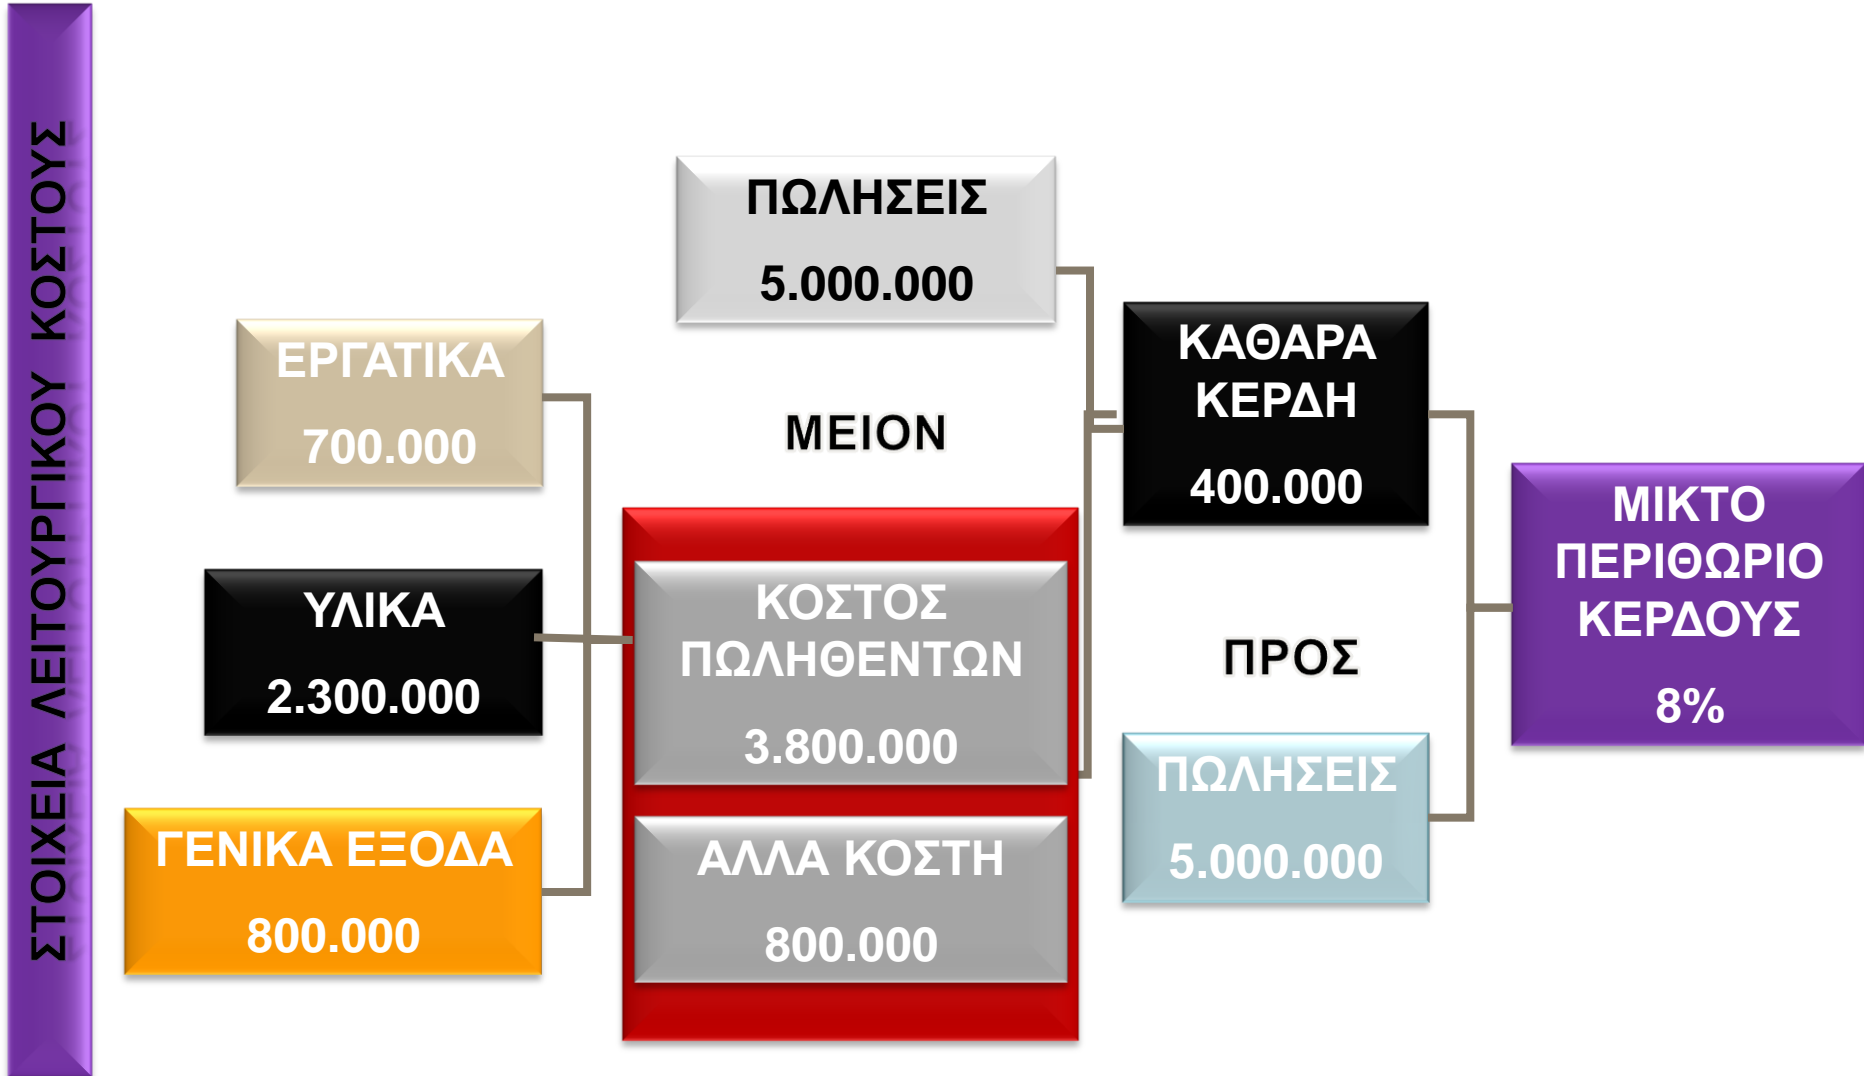 ΣΤΟΙΧΕΙΑ ΛΕΙΤΟΥΡΓΙΚΟΥ ΚΟΣΤΟΥΣ
ΕΡΓΑΤΙΚΑ
700.000
ΥΛΙΚΑ
2.300.000
ΓΕΝΙΚΑ ΕΞΟΔΑ
800.000
ΠΩΛΗΣΕΙΣ
5.000.000
ΜΕΙΟΝ
ΚΟΣΤΟΣ
ΠΩΛΗΘΕΝΤΩΝ
3.800.000
ΑΛΛΑ ΚΟΣΤΗ
800.000
ΚΑΘΑΡΑ
ΚΕΡΔΗ
400.000
ΠΡΟΣ
ΠΩΛΗΣΕΙΣ
5.000.000
ΜΙΚΤΟ
ΠΕΡΙΘΩΡΙΟ
ΚΕΡΔΟΥΣ
8%